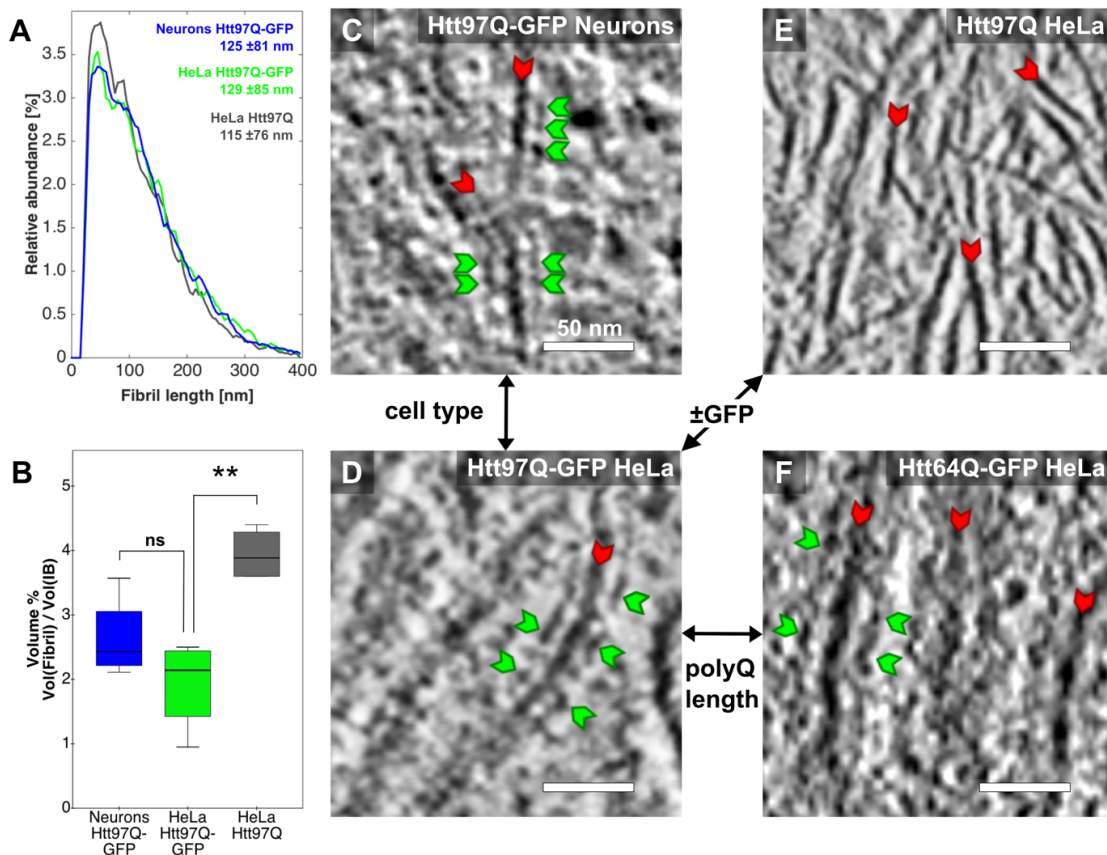 A
Neurons Htt97Q-GFP
125 ±81 nm
HeLa Htt97Q-GFP
129 ±85 nm
HeLa Htt97Q
115 ±76 nm
3.5
3.0
2.5
2.0
1.5
1.0
0.5
0
Relative abundance [%]
0
100
200
300
400
Fibril length [nm]
B
**
ns
5
4
3
2
1
0
Volume %
Vol(Fibril) / Vol(IB)
Neurons
Htt97Q-
GFP
HeLa
Htt97Q-
GFP
HeLa
Htt97Q
C
Htt97Q-GFP Neurons
50 nm
cell type
D
Htt97Q-GFP HeLa
E
Htt97Q HeLa
±GFP
polyQ
length
F
Htt64Q-GFP HeLa